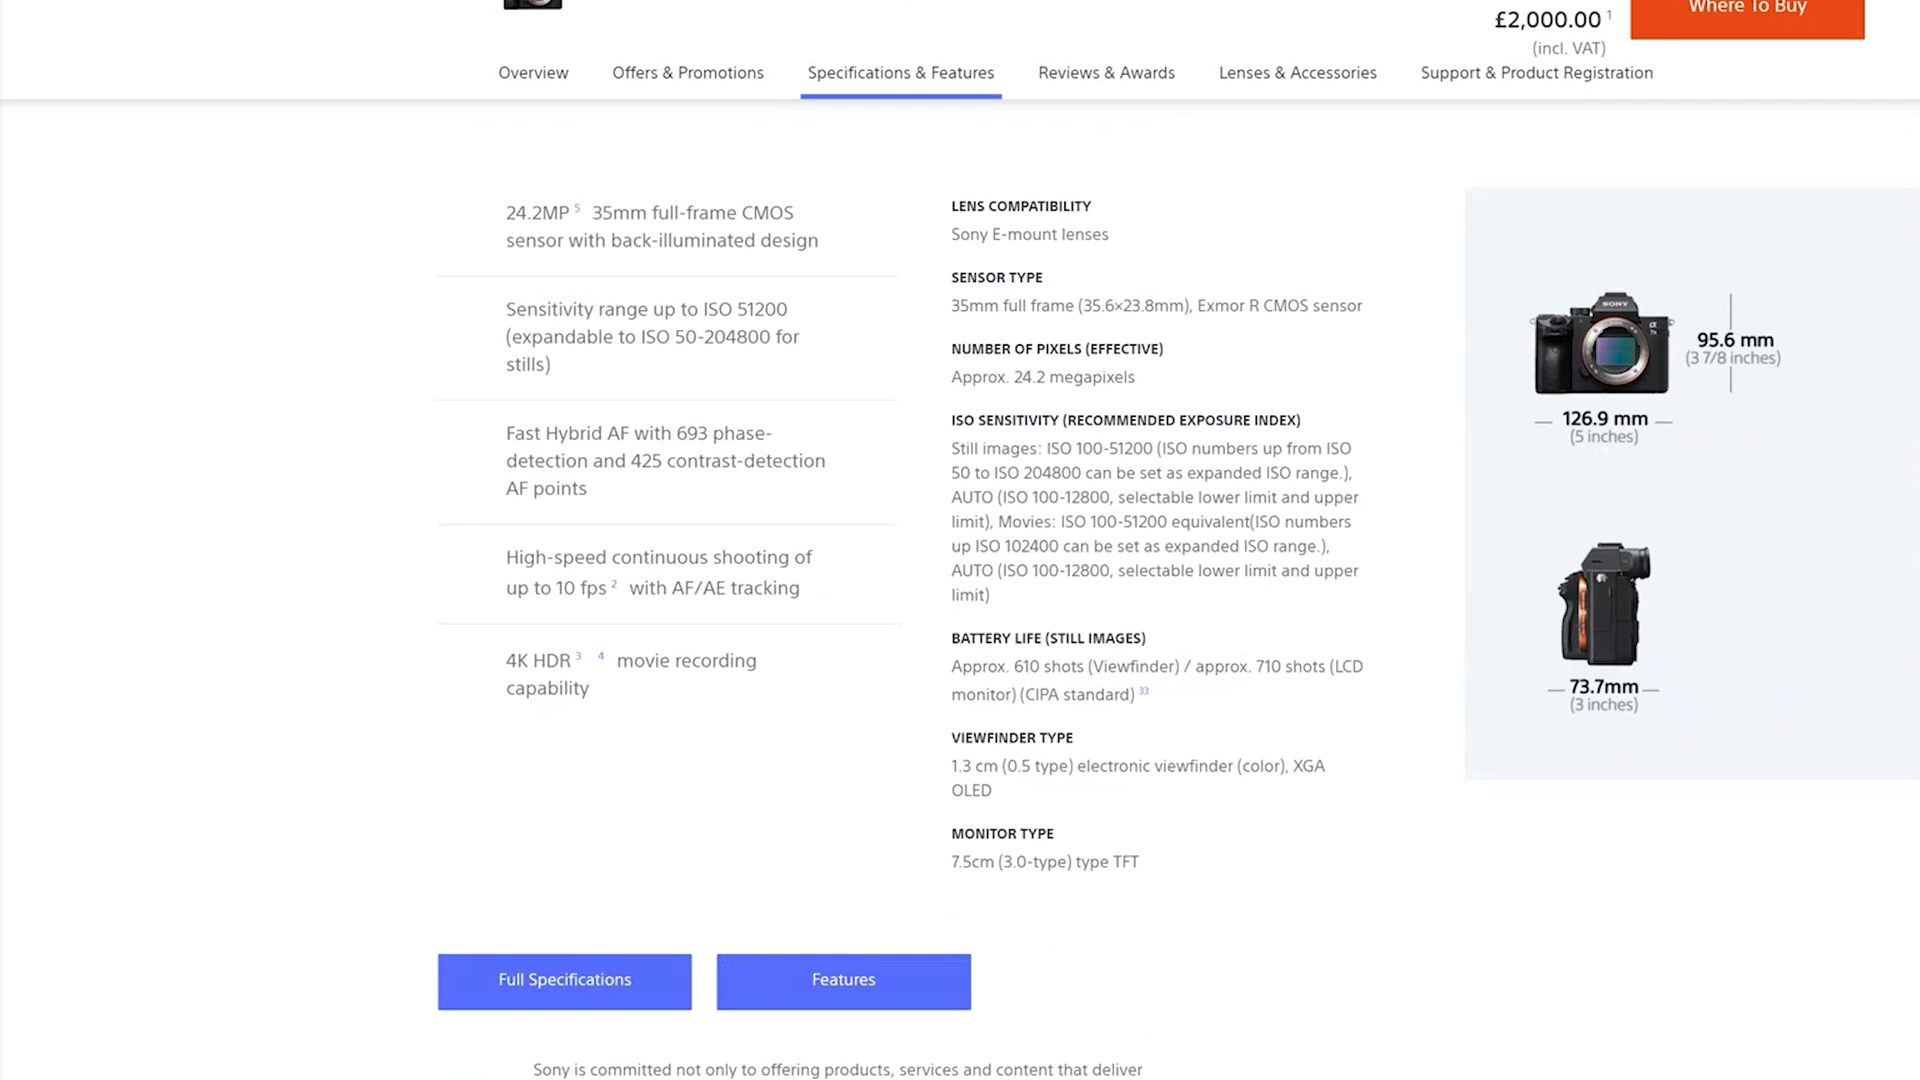 £2,000.00 1
Where To Buy
(incl. VAT)
Overview
Offers & Promotions
Specifications & Features
Reviews & Awards
Lenses & Accessories
Support & Product Registration
24.2MP 5 35mm full-frame CMOS
sensor with back-illuminated design
Sensitivity range up to ISO 51200
(expandable to ISO 50-204800 for
stills)
Fast Hybrid AF with 693 phase-
detection and 425 contrast-detection
AF points
High-speed continuous shooting of
up to 10 fps 2 with AF/AE tracking
4K HDR 3 4 movie recording
capability
LENS COMPATIBILITY
Sony E-mount lenses
SENSOR TYPE
35mm full frame (35.6×23.8mm), Exmor R CMOS sensor
NUMBER OF PIXELS (EFFECTIVE)
Approx. 24.2 megapixels
ISO SENSITIVITY (RECOMMENDED EXPOSURE INDEX)
Still images: ISO 100-51200 (ISO numbers up from ISO
50 to ISO 204800 can be set as expanded ISO range.),
AUTO (ISO 100-12800, selectable lower limit and upper
limit), Movies: ISO 100-51200 equivalent(ISO numbers
up ISO 102400 can be set as expanded ISO range.),
AUTO (ISO 100-12800, selectable lower limit and upper
limit)
BATTERY LIFE (STILL IMAGES)
Approx. 610 shots (Viewfinder) / approx. 710 shots (LCD
monitor) (CIPA standard) 33
VIEWFINDER TYPE
1.3 cm (0.5 type) electronic viewfinder (color), XGA
OLED
MONITOR TYPE
7.5cm (3.0-type) type TFT
SONY
95.6 mm
(3 7/8 inches)
126.9 mm
(5 inches)
73.7mm
(3 inches)
Full Specifications
Features
Sony is committed not only to offering products, services and content that deliver